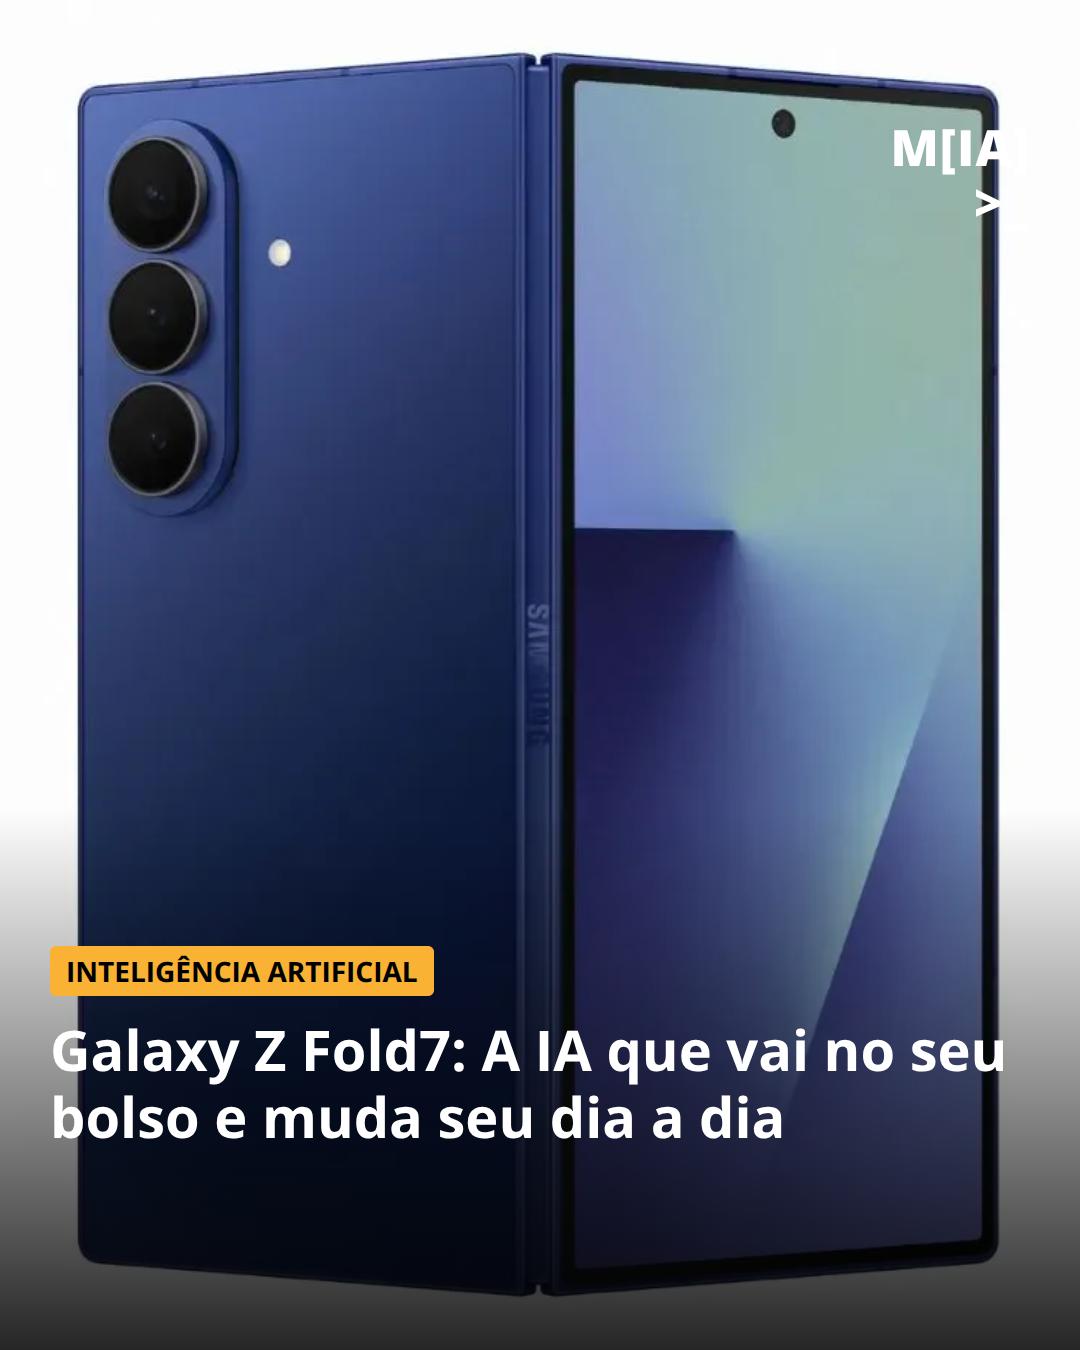 M[IA]
>
SAMSUNG
INTELIGÊNCIA ARTIFICIAL
Galaxy Z Fold7: A IA que vai no seu
bolso e muda seu dia a dia